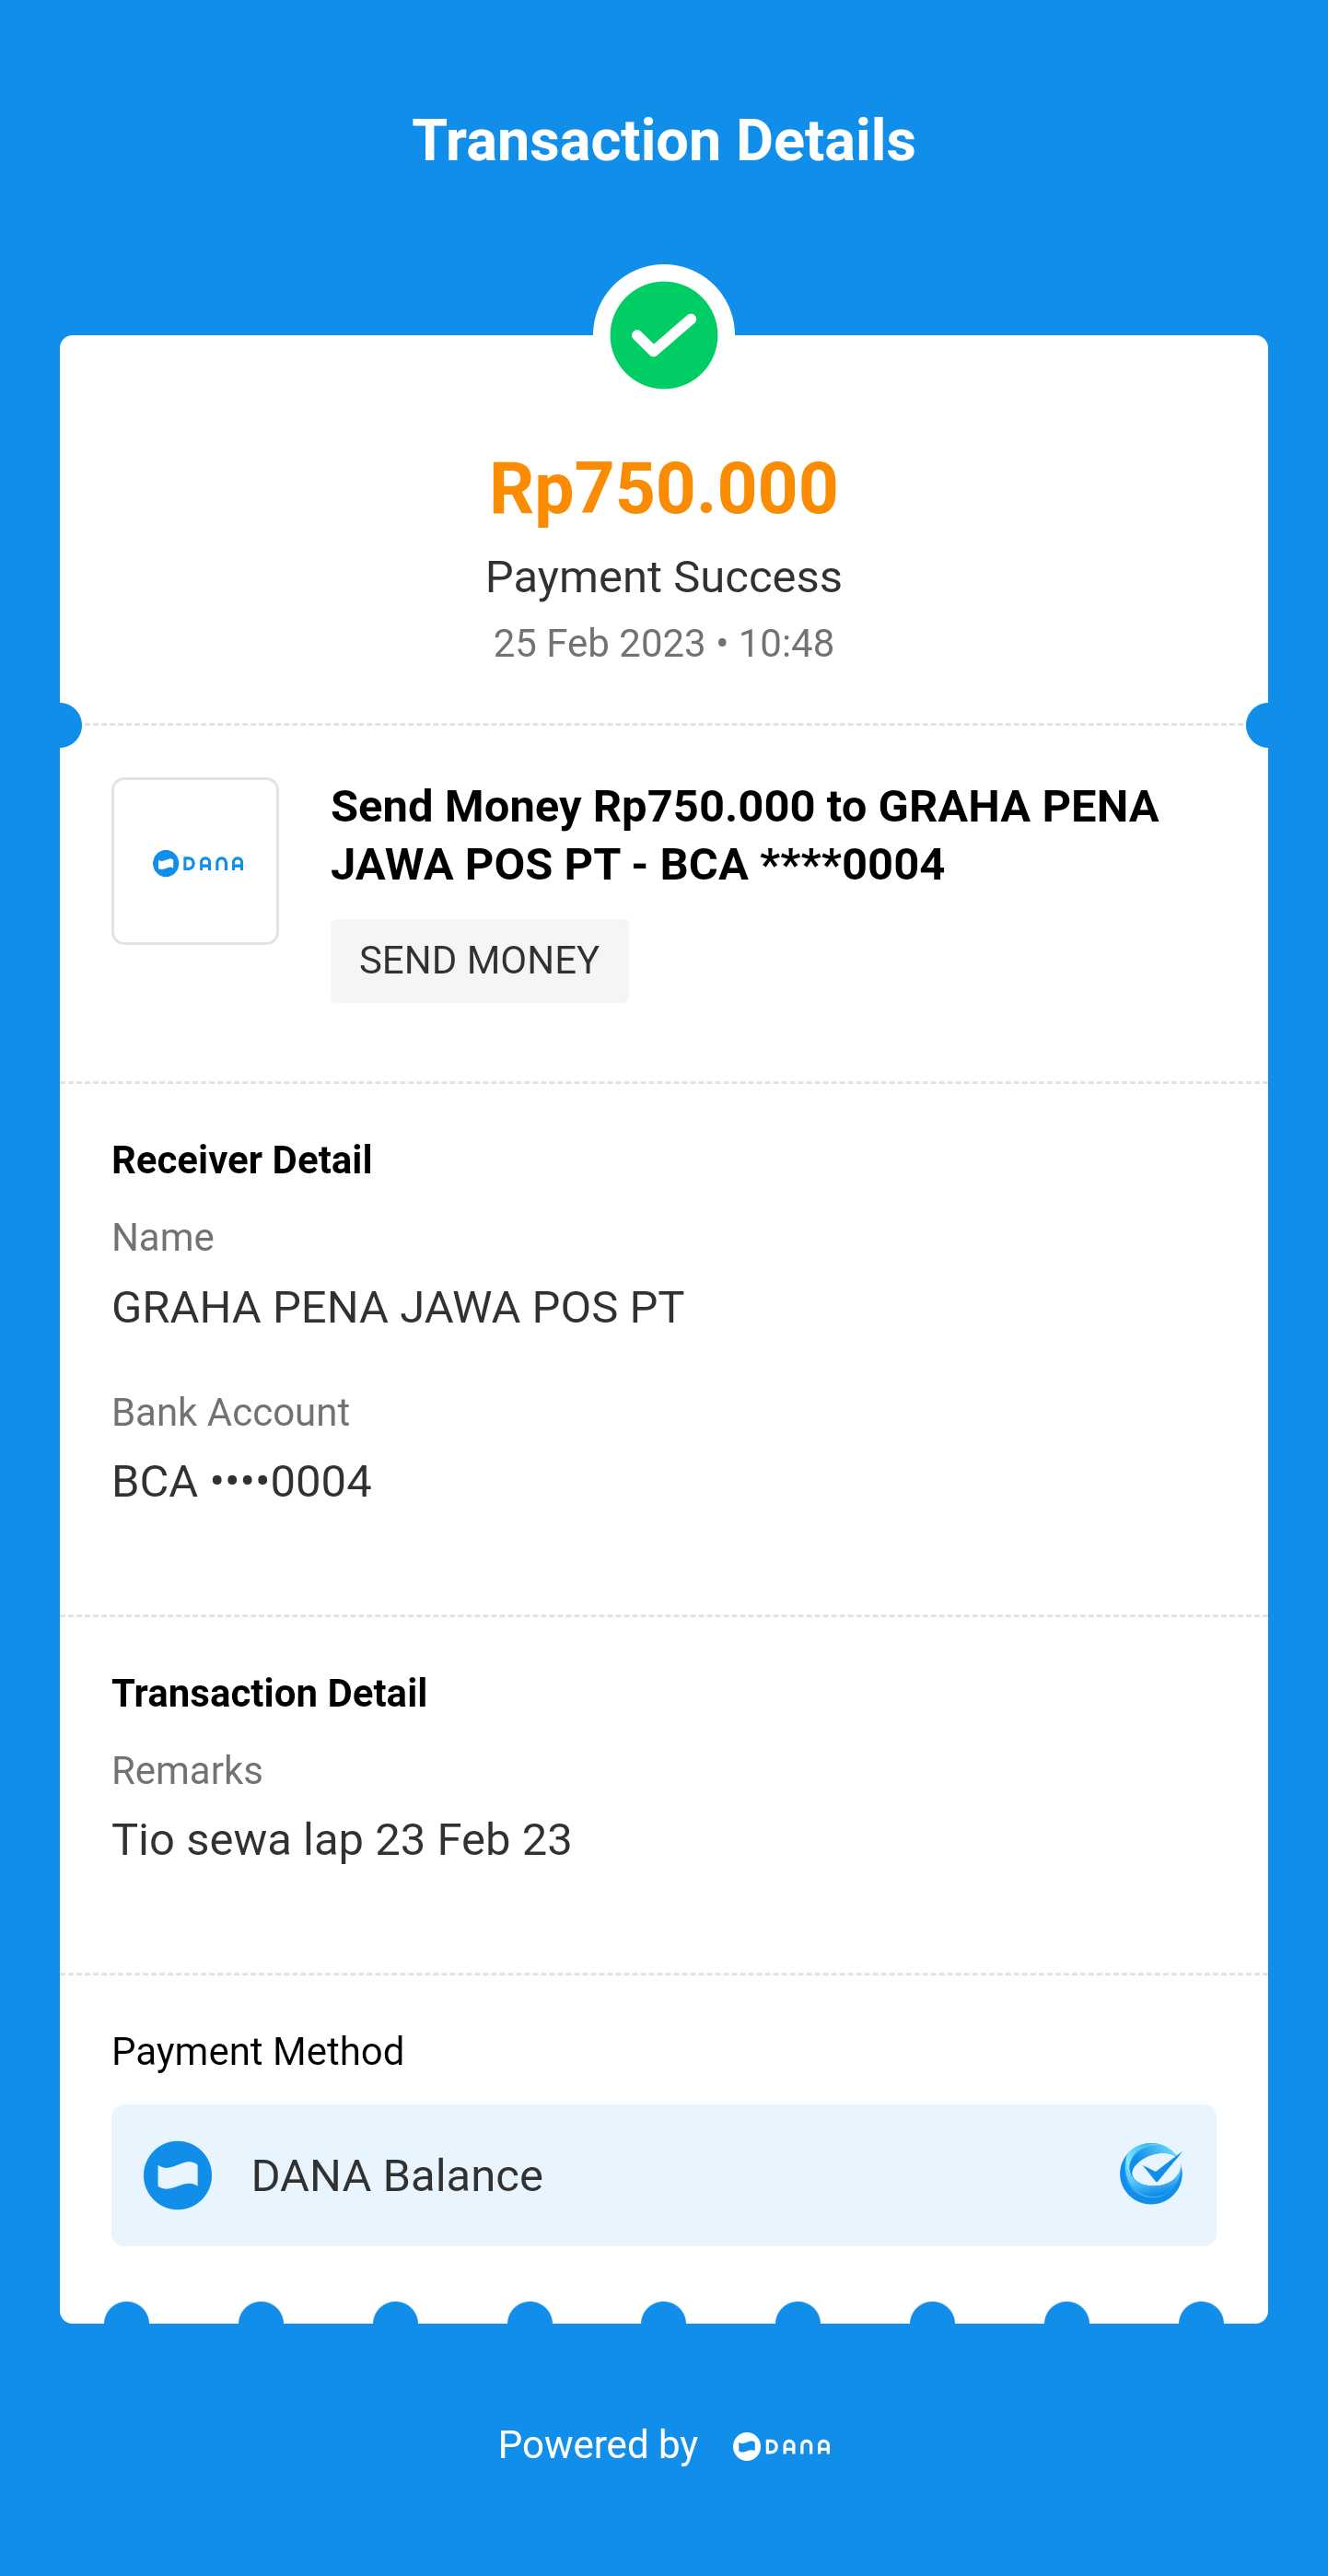 Transaction Details
Rp750.000
Payment Success
25 Feb 2023 • 10:48
DANA
Send Money Rp750.000 to GRAHA PENA
JAWA POS PT - BCA ****0004
SEND MONEY
Receiver Detail
Name
GRAHA PENA JAWA POS PT
Bank Account
BCA ••••0004
Transaction Detail
Remarks
Tio sewa lap 23 Feb 23
Payment Method
DANA Balance
Powered by DANA